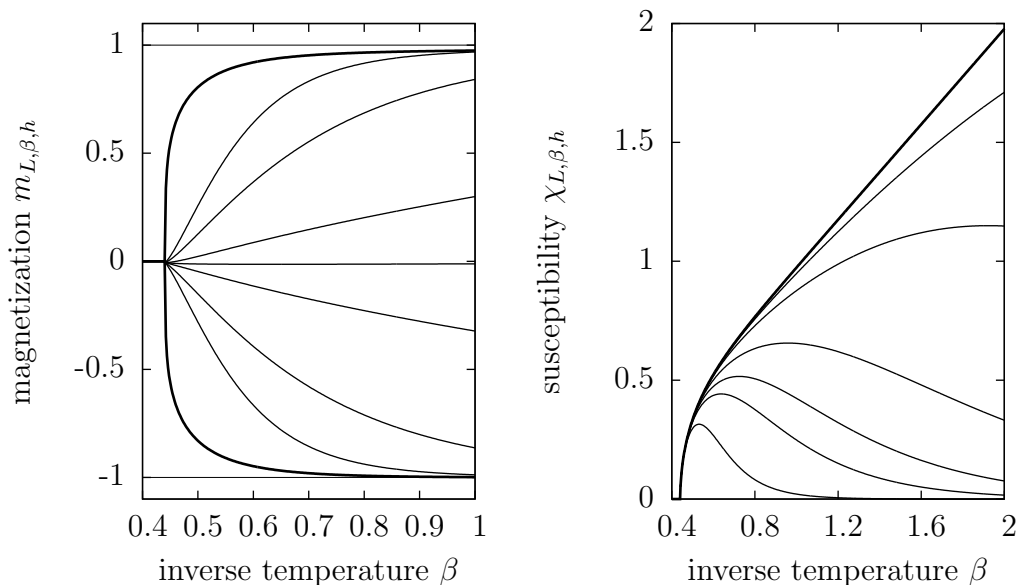 magnetization m_{L,β,h}
1
0.5
0
-0.5
-1
0.4 0.5 0.6 0.7 0.8 0.9 1
inverse temperature β
susceptibility χ_{L,β,h}
2
1.5
1
0.5
0
0.4 0.8 1.2 1.6 2
inverse temperature β